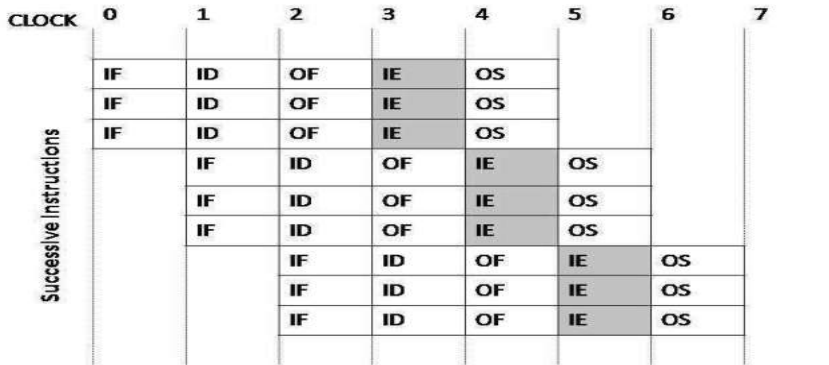 CLOCK 0 1 2 3 4 5 6 7
IF ID OF IE OS
IF ID OF IE OS
IF ID OF IE OS
IF ID OF IE OS
IF ID OF IE OS
IF ID OF IE OS
IF ID OF IE OS
IF ID OF IE OS
IF ID OF IE OS
Successive Instructions